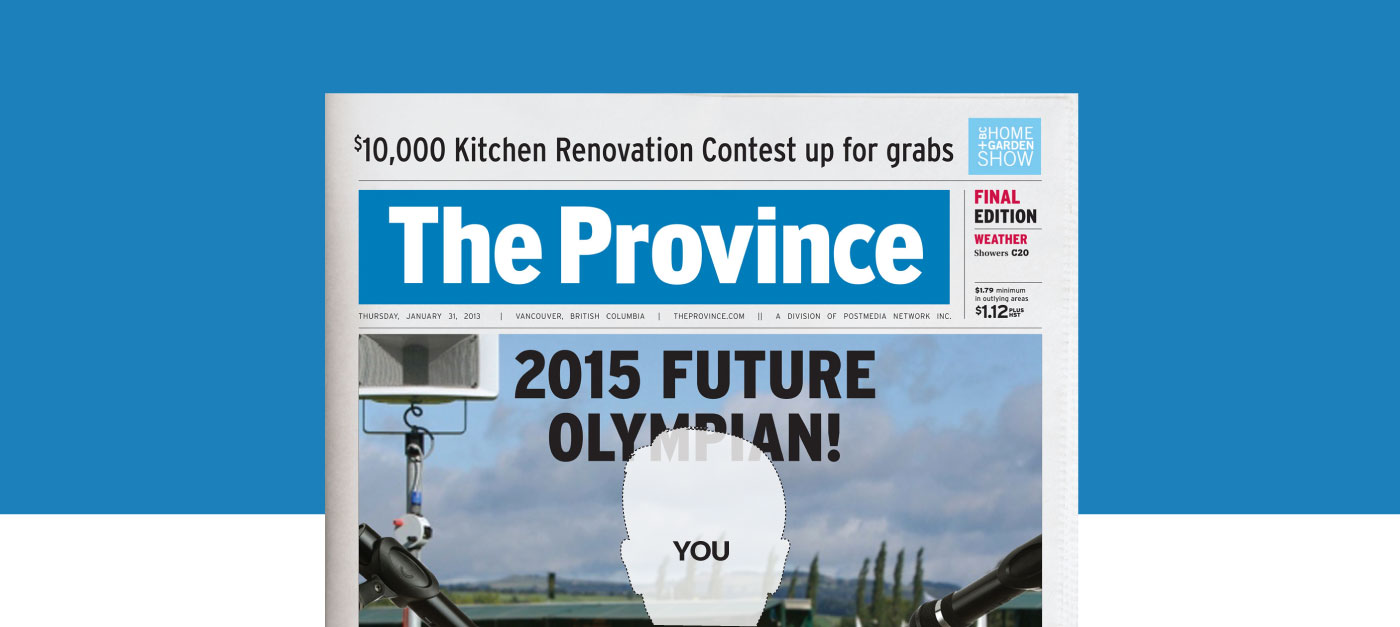 $10,000 Kitchen Renovation Contest up for grabs
BC HOME
+GARDEN
SHOW
The Province
FINAL
EDITION
WEATHER
Showers C20
$1.79 minimum
in outlying areas
$1.12 PLUS HST
THURSDAY, JANUARY 31, 2013 | VANCOUVER, BRITISH COLUMBIA | THEPROVINCE.COM || A DIVISION OF POSTMEDIA NETWORK INC.
2015 FUTURE
OLYMPIAN!
YOU